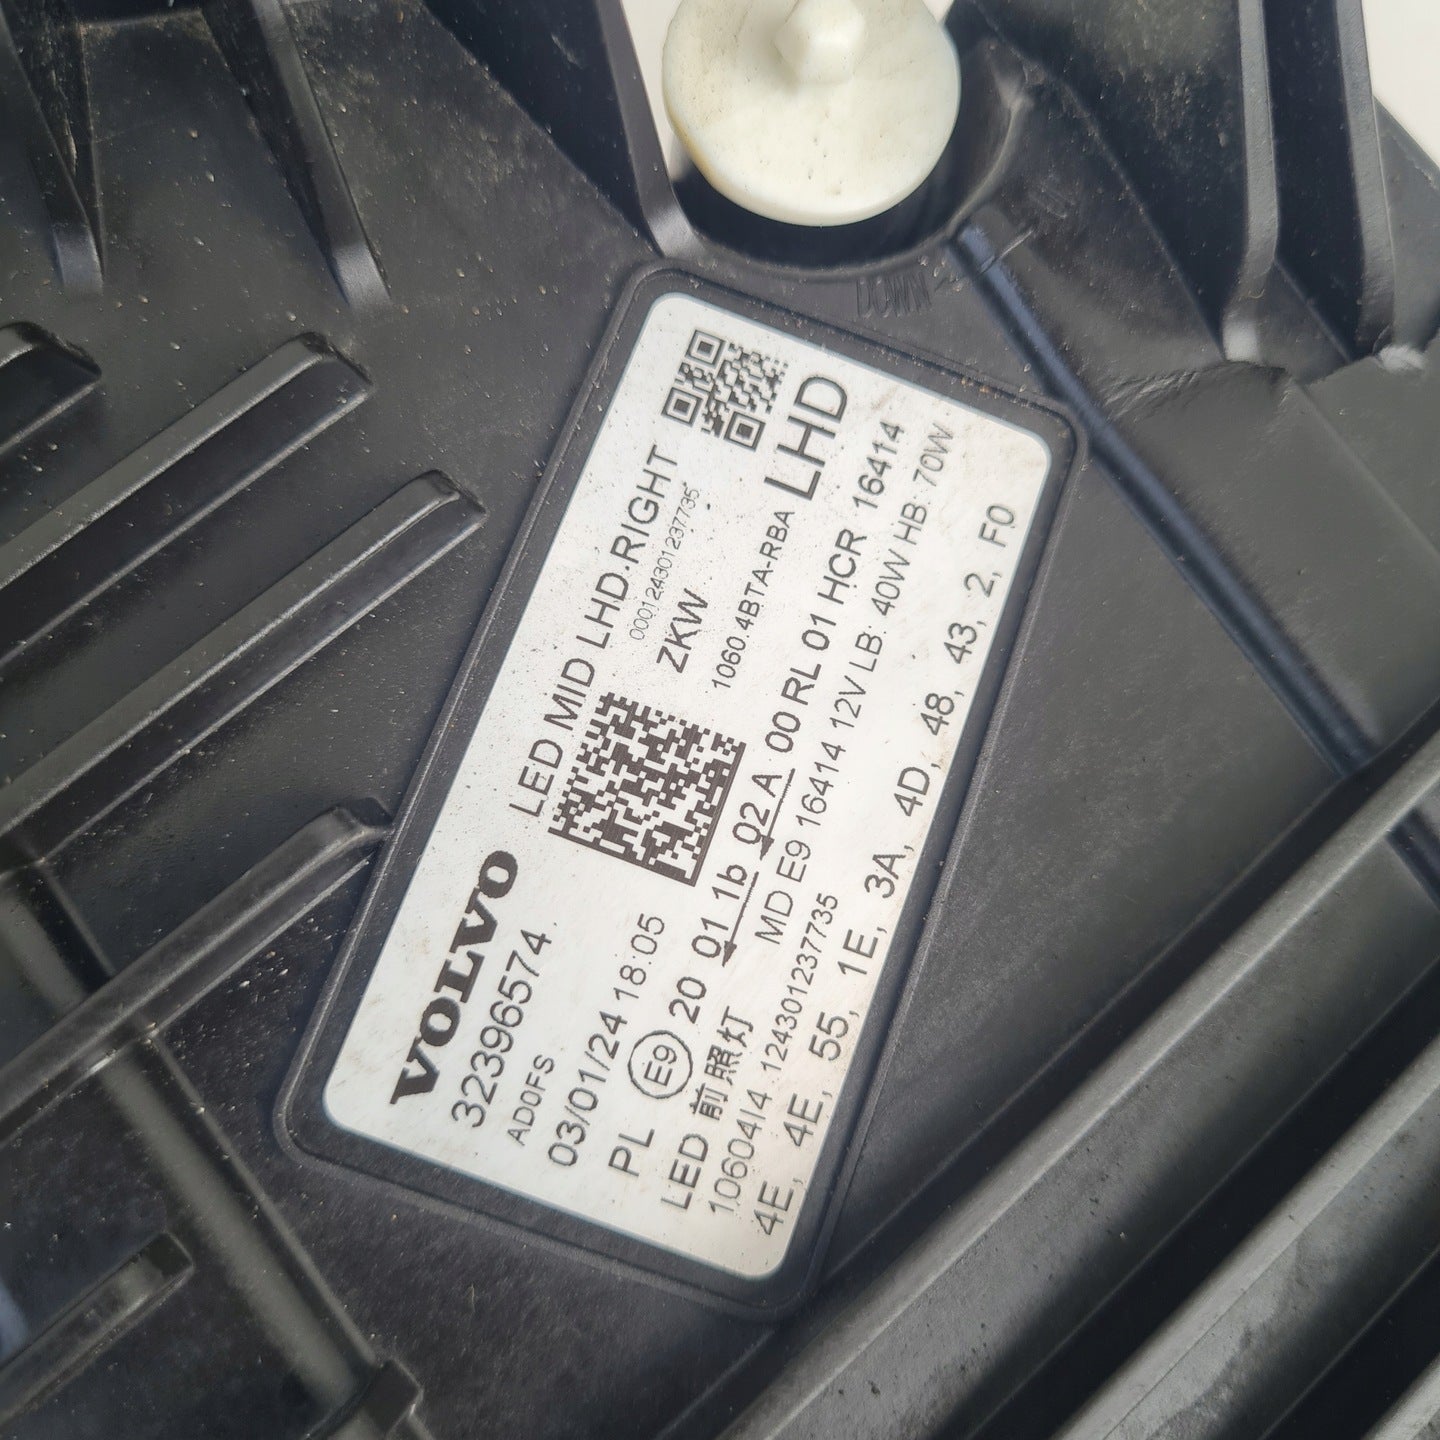 VOLVO
LED MID LHD.RIGHT
32396574
000124301237735
AD0FS
ZKW
03/01/24 18:05
1060.4BTA-RBA
LHD
PL E9 20 01 1b 02 A 00 RL 01 HCR 16414
LED 前照灯
MD E9 16414 12V LB: 40W HB: 70W
10604I4 124301237735
4E, 4E, 55, 1E, 3A, 4D, 48, 43, 2, F0